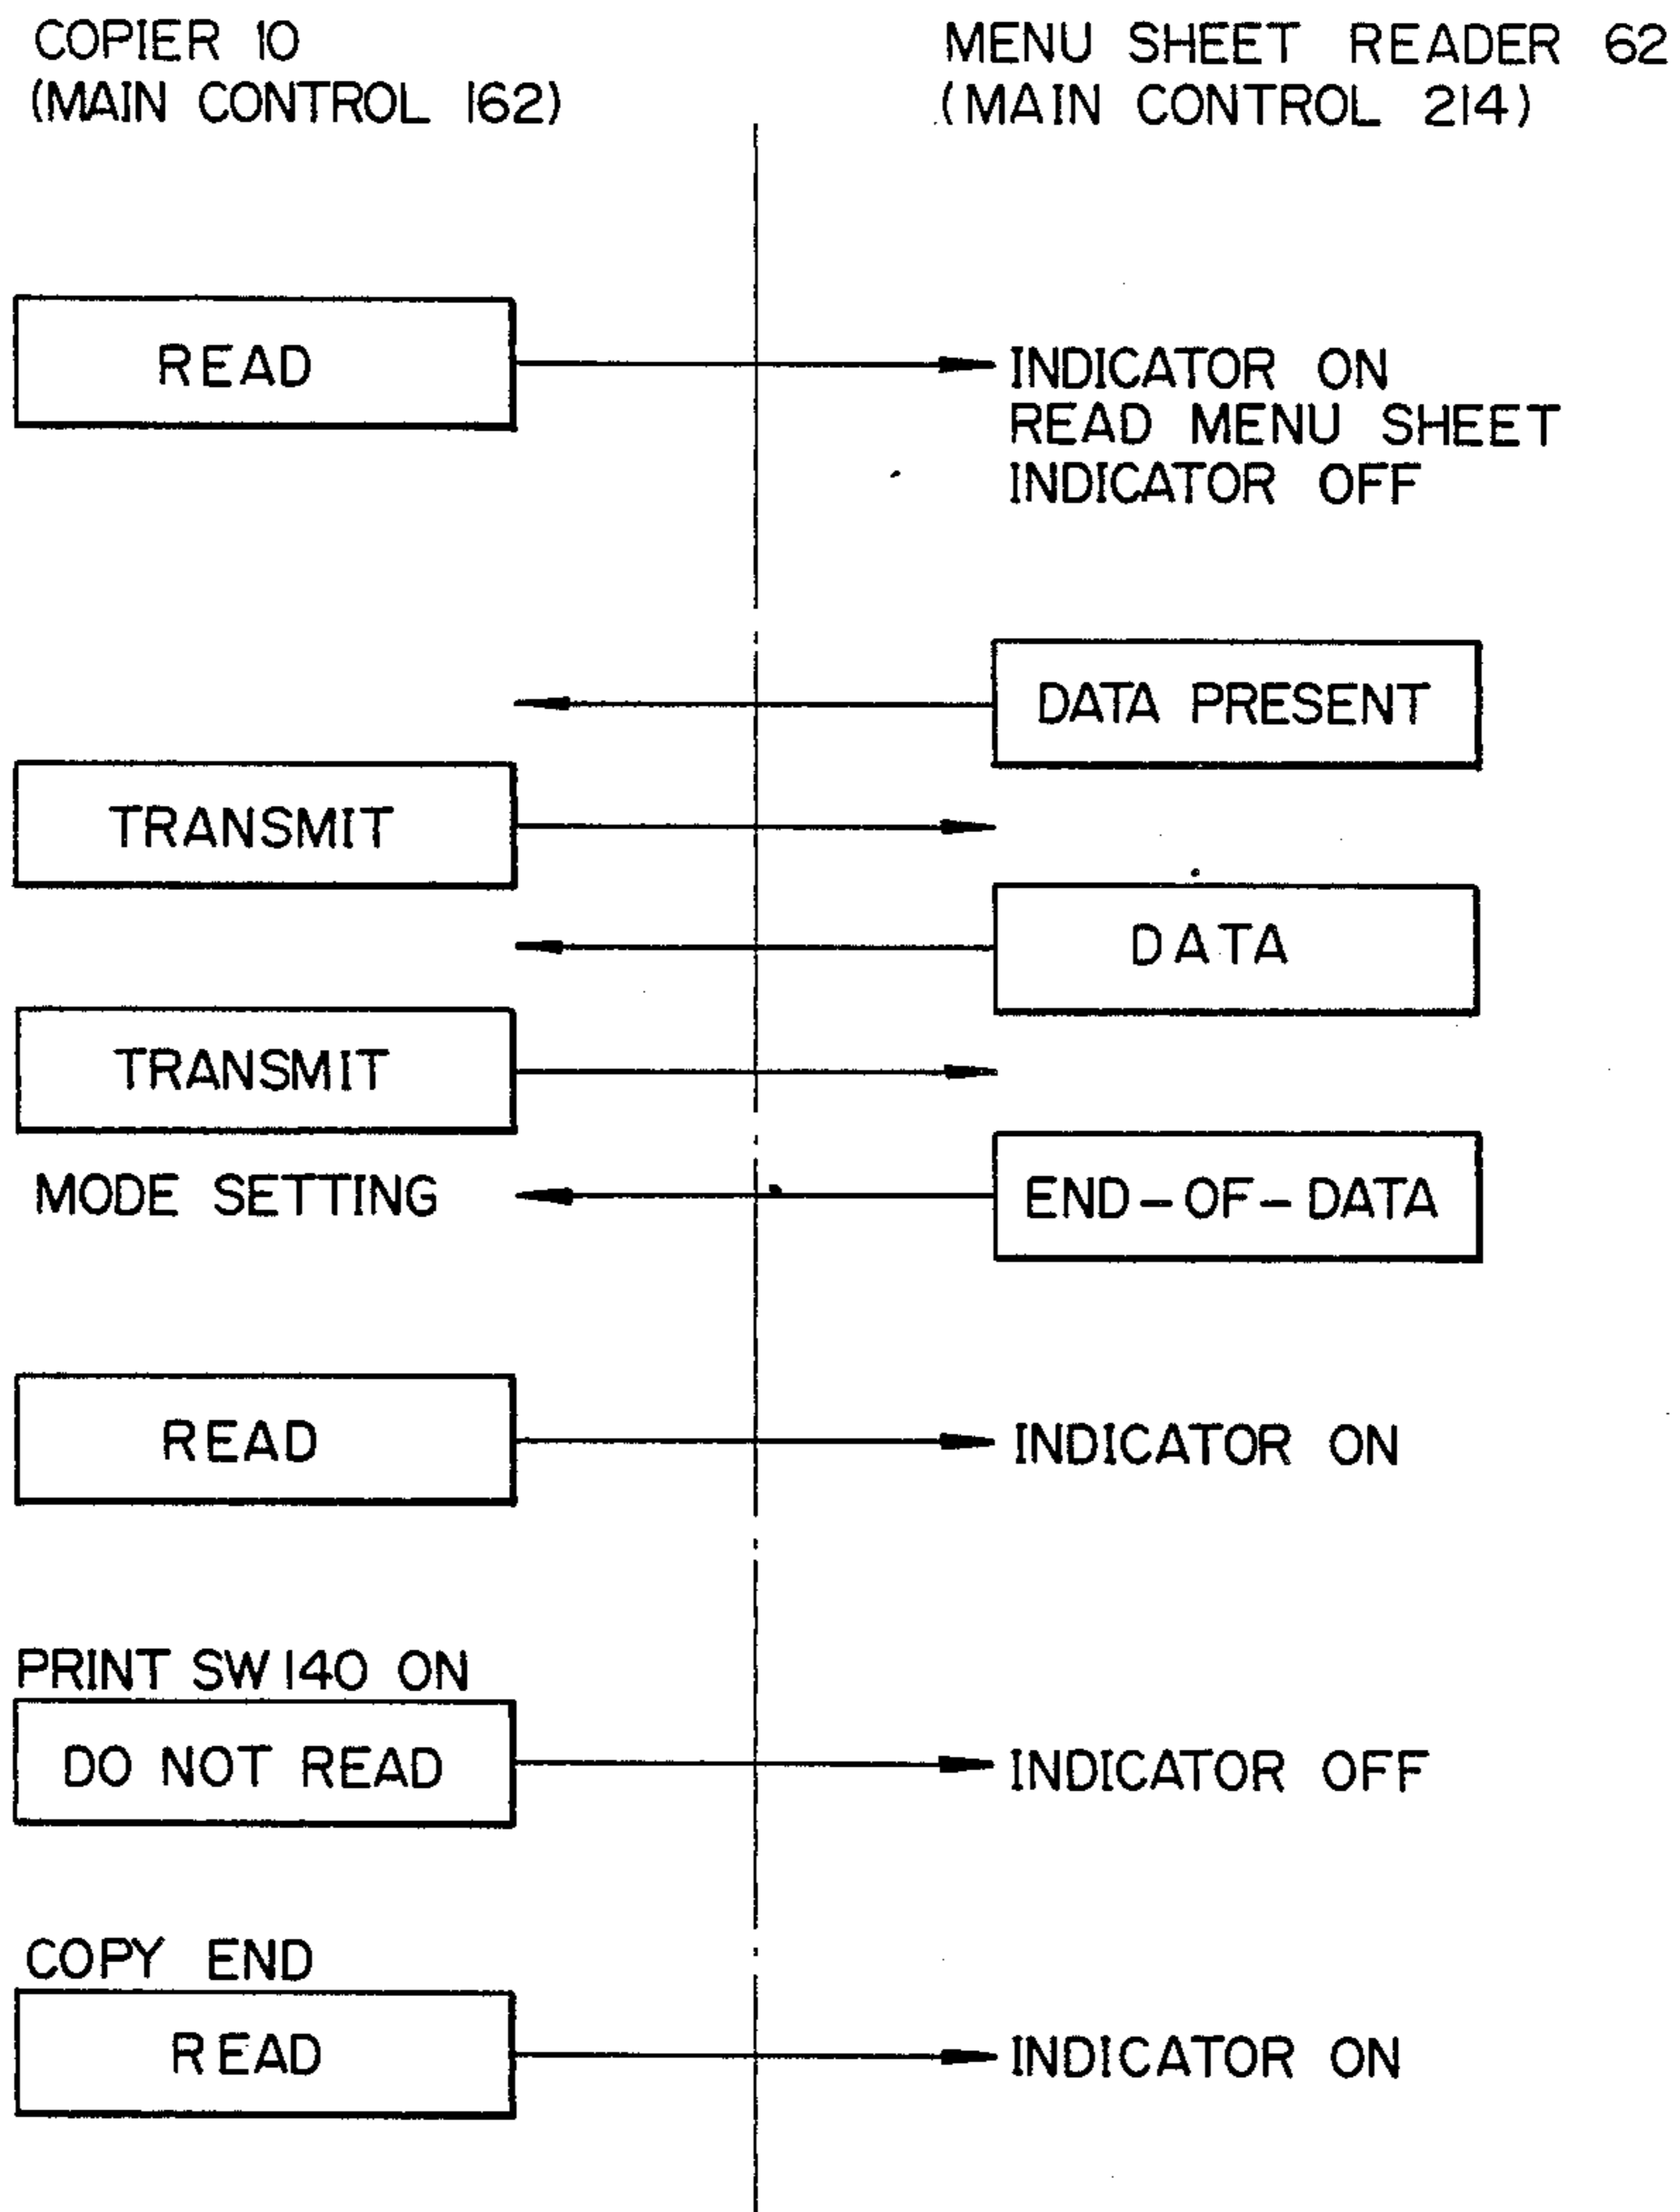 COPIER 10
(MAIN CONTROL 162)
MENU SHEET READER 62
(MAIN CONTROL 214)
READ
INDICATOR ON
READ MENU SHEET
INDICATOR OFF
DATA PRESENT
TRANSMIT
DATA
TRANSMIT
MODE SETTING
END-OF-DATA
READ
INDICATOR ON
PRINT SW 140 ON
DO NOT READ
INDICATOR OFF
COPY END
READ
INDICATOR ON